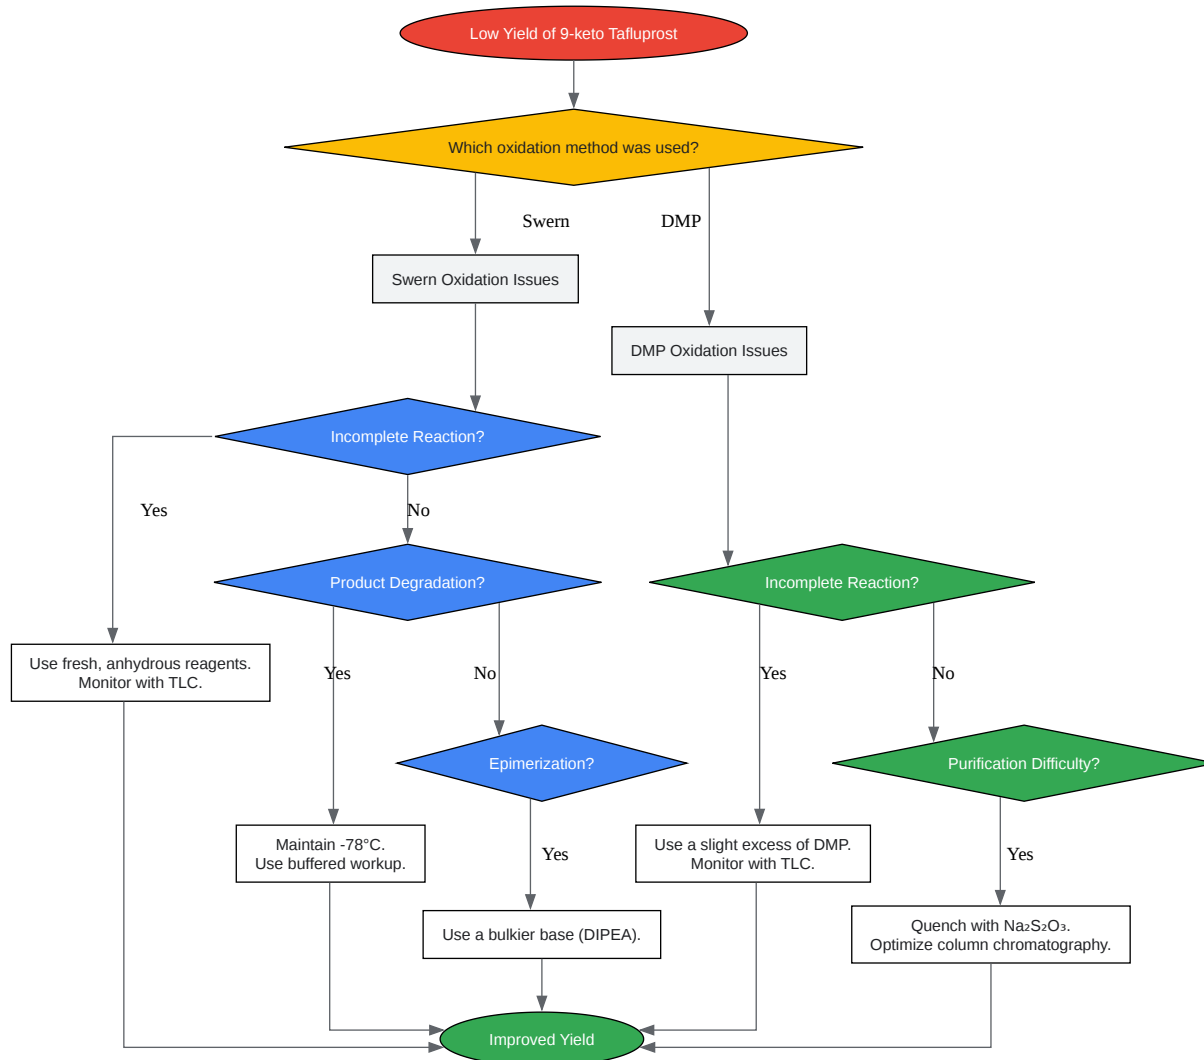 Low Yield of 9-keto Tafluprost
Which oxidation method was used?
Swern
DMP
Swern Oxidation Issues
DMP Oxidation Issues
Incomplete Reaction?
Yes
No
Product Degradation?
Incomplete Reaction?
Use fresh, anhydrous reagents.
Monitor with TLC.
Yes
No
Yes
No
Epimerization?
Purification Difficulty?
Maintain -78°C.
Use buffered workup.
Yes
Use a slight excess of DMP.
Monitor with TLC.
Yes
Use a bulkier base (DIPEA).
Quench with Na₂S₂O₃.
Optimize column chromatography.
Improved Yield